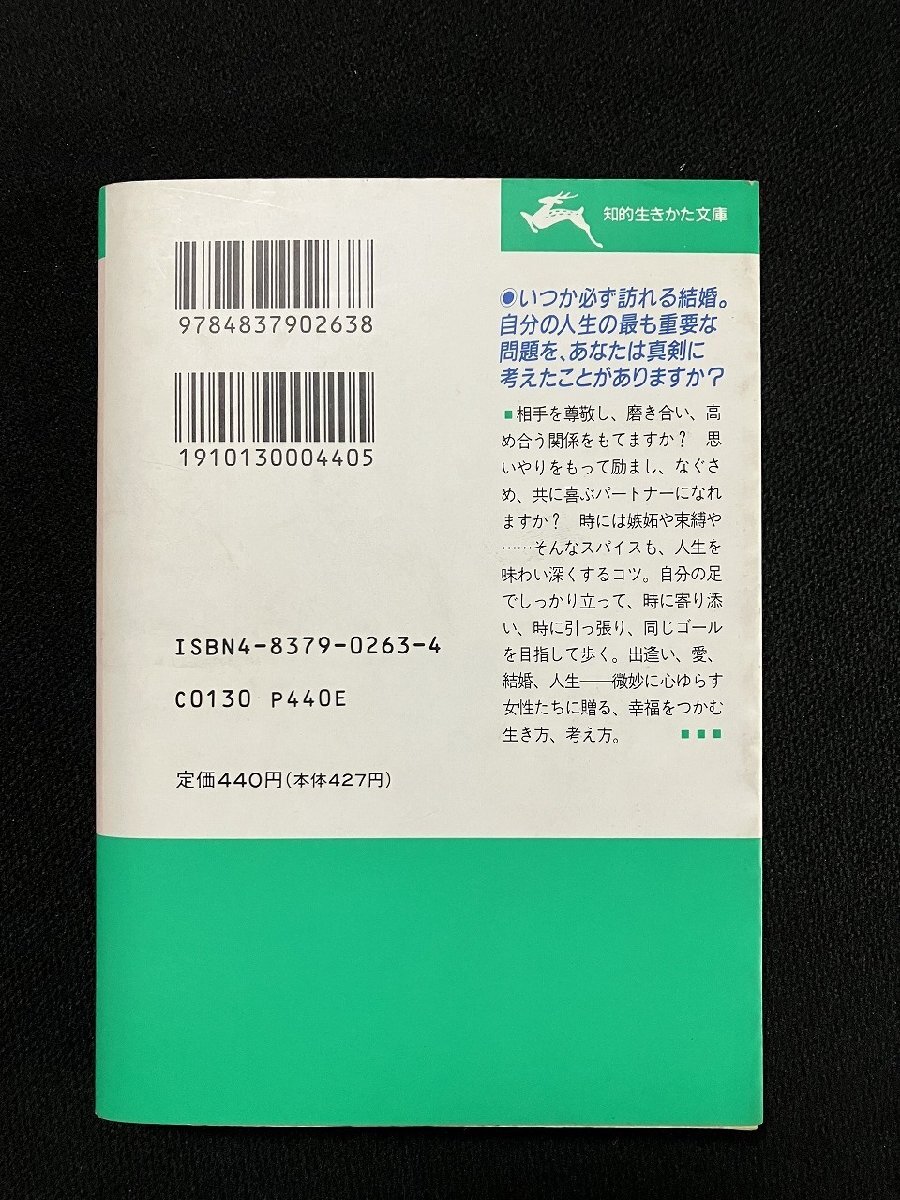 知的生きかた文庫
9784837902638
1910130004405
◉いつか必ず訪れる結婚。
自分の人生の最も重要な
問題を、あなたは真剣に
考えたことがありますか?
■相手を尊敬し、磨き合い、高
め合う関係をもてますか? 思
いやりをもって励まし、なぐさ
め、共に喜ぶパートナーになれ
ますか? 時には嫉妬や束縛や
……そんなスパイスも、人生を
味わい深くするコツ。自分の足
でしっかり立って、時に寄り添
い、時に引っ張り、同じゴール
を目指して歩く。出逢い、愛、
結婚、人生——微妙に心ゆらす
女性たちに贈る、幸福をつかむ
生き方、考え方。 ■■■
ISBN4-8379-0263-4
C0130 P440E
定価440円(本体427円)